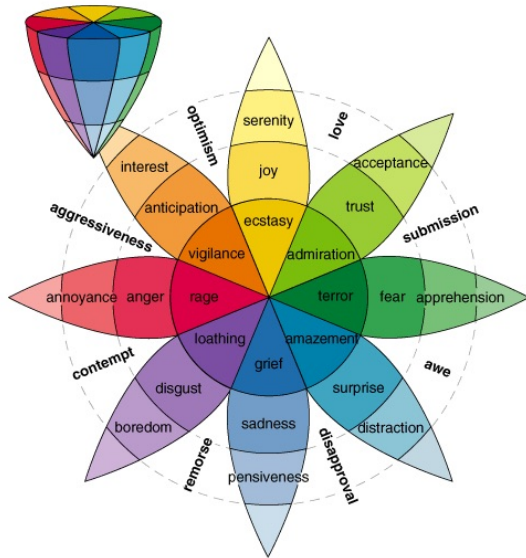 optimism
love
serenity
interest
joy
acceptance
anticipation
trust
aggressiveness
ecstasy
submission
vigilance
admiration
annoyance
anger
rage
terror
fear
apprehension
loathing
amazement
contempt
grief
awe
disgust
surprise
boredom
sadness
distraction
remorse
disapproval
pensiveness